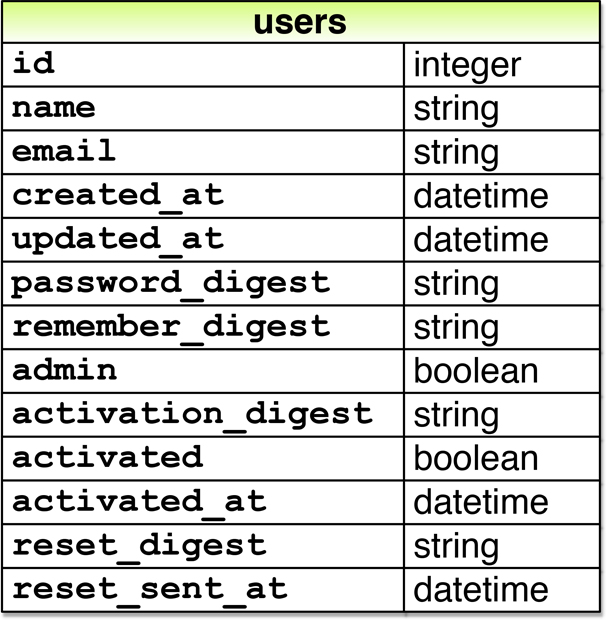 users
id integer
name string
email string
created_at datetime
updated_at datetime
password_digest string
remember_digest string
admin boolean
activation_digest string
activated boolean
activated_at datetime
reset_digest string
reset_sent_at datetime